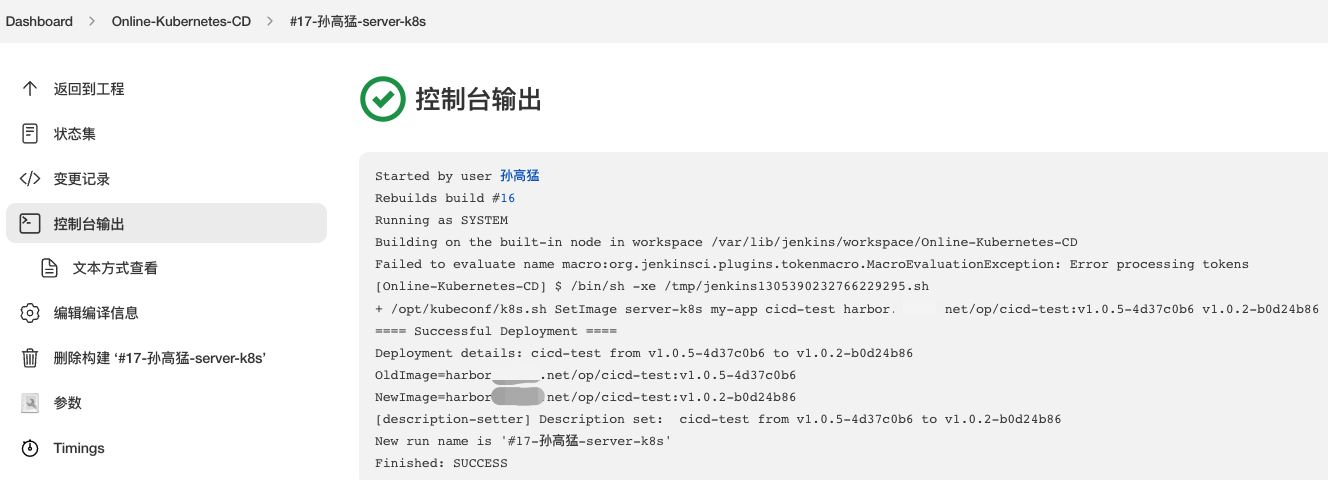 Dashboard > Online-Kubernetes-CD > #17-孙高猛-server-k8s
返回到工程
状态集
变更记录
控制台输出
文本方式查看
编辑编译信息
删除构建 ‘#17-孙高猛-server-k8s’
参数
Timings
控制台输出
Started by user 孙高猛
Rebuilds build #16
Running as SYSTEM
Building on the built-in node in workspace /var/lib/jenkins/workspace/Online-Kubernetes-CD
Failed to evaluate name macro:org.jenkinsci.plugins.tokenmacro.MacroEvaluationException: Error processing tokens
[Online-Kubernetes-CD] $ /bin/sh -xe /tmp/jenkins1305390232766229295.sh
+ /opt/kubeconf/k8s.sh SetImage server-k8s my-app cicd-test harbor. net/op/cicd-test:v1.0.5-4d37c0b6 v1.0.2-b0d24b86
==== Successful Deployment ====
Deployment details: cicd-test from v1.0.5-4d37c0b6 to v1.0.2-b0d24b86
OldImage=harbor .net/op/cicd-test:v1.0.5-4d37c0b6
NewImage=harbor net/op/cicd-test:v1.0.2-b0d24b86
[description-setter] Description set:  cicd-test from v1.0.5-4d37c0b6 to v1.0.2-b0d24b86
New run name is '#17-孙高猛-server-k8s'
Finished: SUCCESS